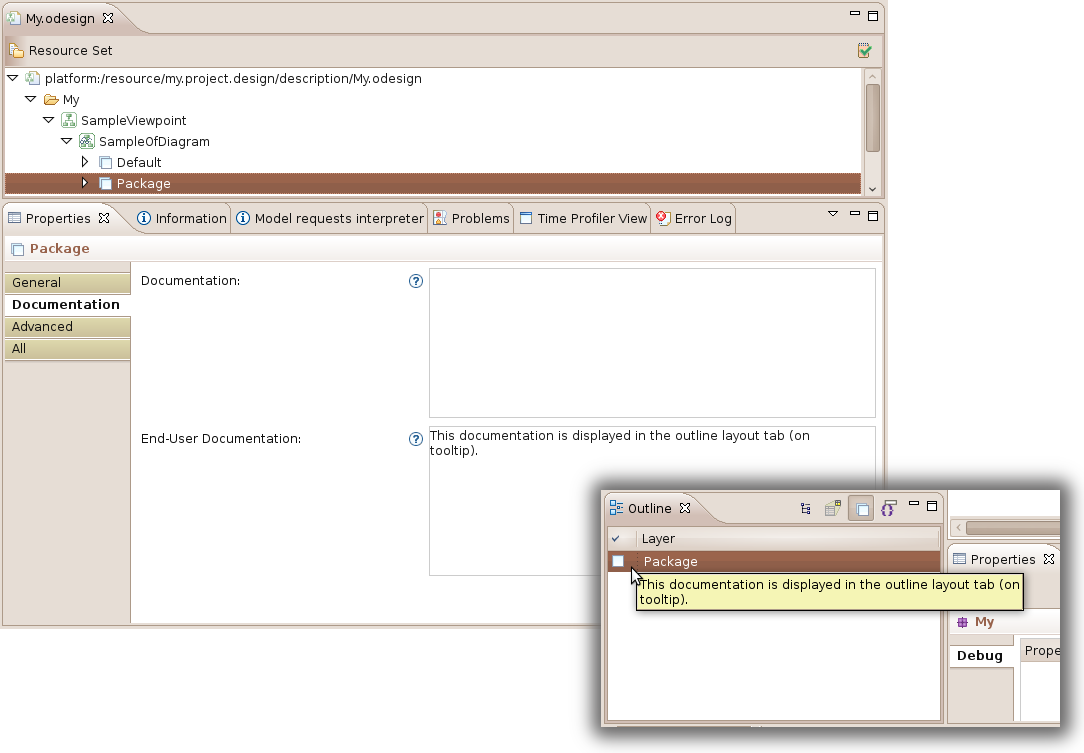 My.odesign
Resource Set
platform:/resource/my.project.design/description/My.odesign
My
SampleViewpoint
SampleOfDiagram
Default
Package
Properties Information Model requests interpreter Problems Time Profiler View Error Log
Package
General
Documentation
Advanced
All
Documentation:
End-User Documentation:
This documentation is displayed in the outline layout tab (on
tooltip).
Outline
Layer
Package
This documentation is displayed in the outline layout tab (on
tooltip).
Properties
My
Debug
Prope